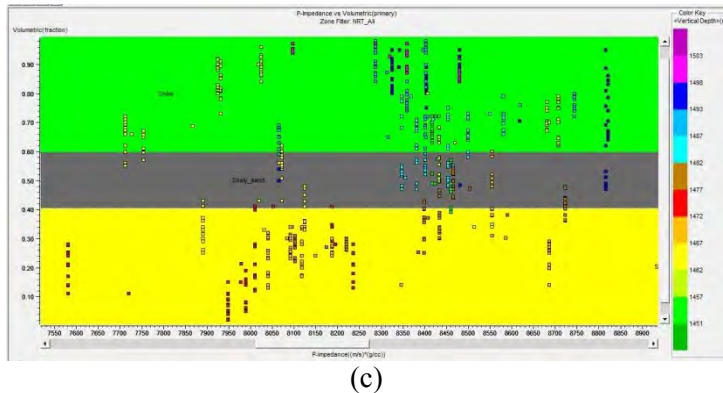 P-Impedance vs Volumetric(primary)
Zone Filter: NRT_All
Color Key
Volumetric(fraction)
<Vertical Depth>(
0.90
0.80
0.70
0.60
0.50
0.40
0.30
0.20
0.10
Shale
Shaly_sand
1503
1498
1493
1487
1482
1477
1472
1467
1462
1457
1451
7550 7600 7650 7700 7750 7800 7850 7900 7950 8000 8050 8100 8150 8200 8250 8300 8350 8400 8450 8500 8550 8600 8650 8700 8750 8800 8850 8900
P-Impedance((m/s)*(g/cc))
(c)